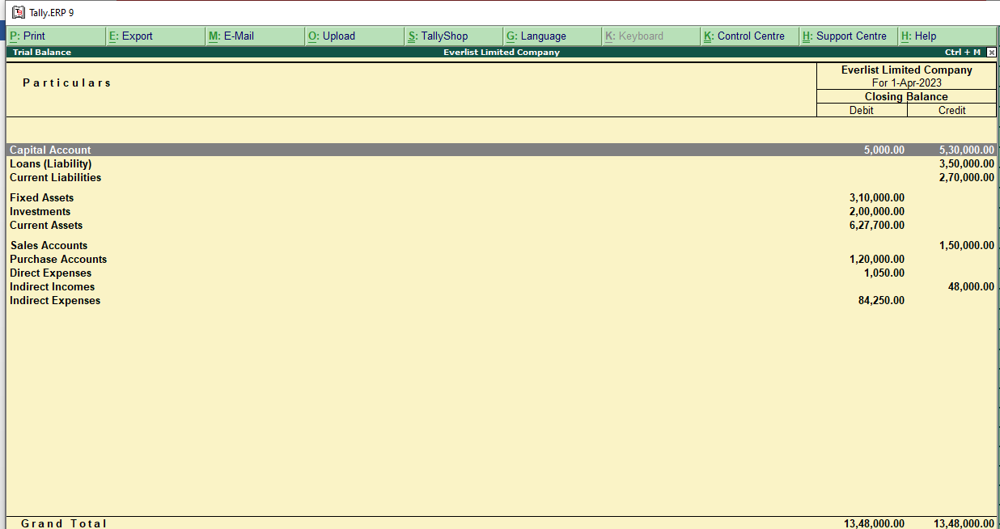 Tally.ERP 9
P: Print E: Export M: E-Mail O: Upload S: TallyShop G: Language K: Keyboard K: Control Centre H: Support Centre H: Help
Trial Balance Everlist Limited Company Ctrl + M
Particulars
Everlist Limited Company
For 1-Apr-2023
Closing Balance
Debit Credit
Capital Account 5,000.00 5,30,000.00
Loans (Liability) 3,50,000.00
Current Liabilities 2,70,000.00
Fixed Assets 3,10,000.00
Investments 2,00,000.00
Current Assets 6,27,700.00
Sales Accounts 1,50,000.00
Purchase Accounts 1,20,000.00
Direct Expenses 1,050.00
Indirect Incomes 48,000.00
Indirect Expenses 84,250.00
Grand Total 13,48,000.00 13,48,000.00